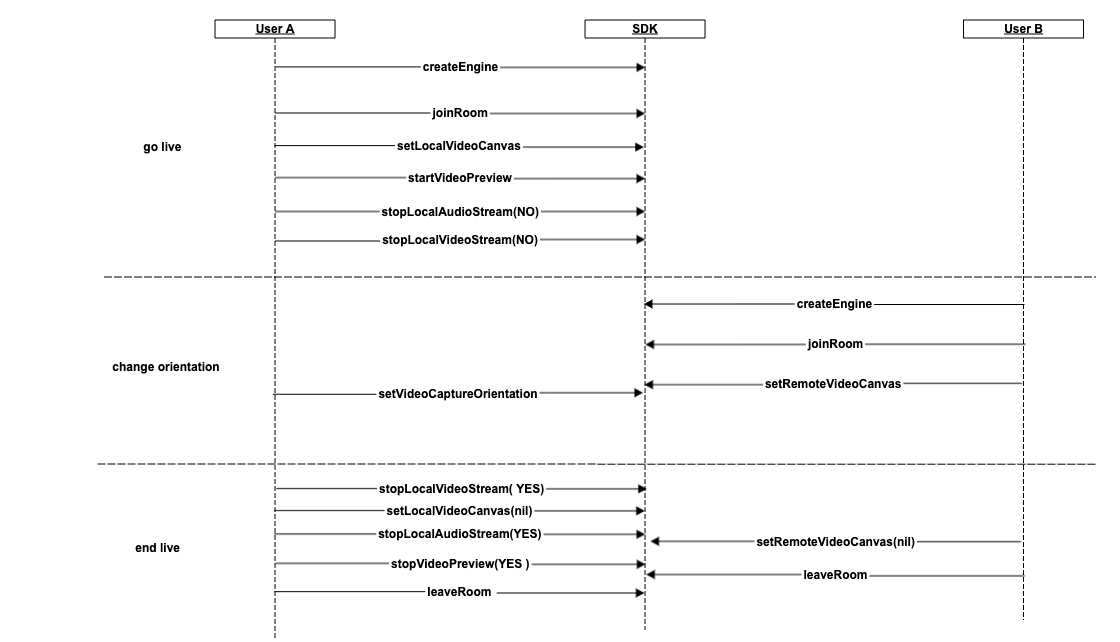 User A
SDK
User B
createEngine
joinRoom
go live
setLocalVideoCanvas
startVideoPreview
stopLocalAudioStream(NO)
stopLocalVideoStream(NO)
createEngine
joinRoom
change orientation
setRemoteVideoCanvas
setVideoCaptureOrientation
stopLocalVideoStream( YES)
setLocalVideoCanvas(nil)
stopLocalAudioStream(YES)
setRemoteVideoCanvas(nil)
end live
stopVideoPreview(YES )
leaveRoom
leaveRoom